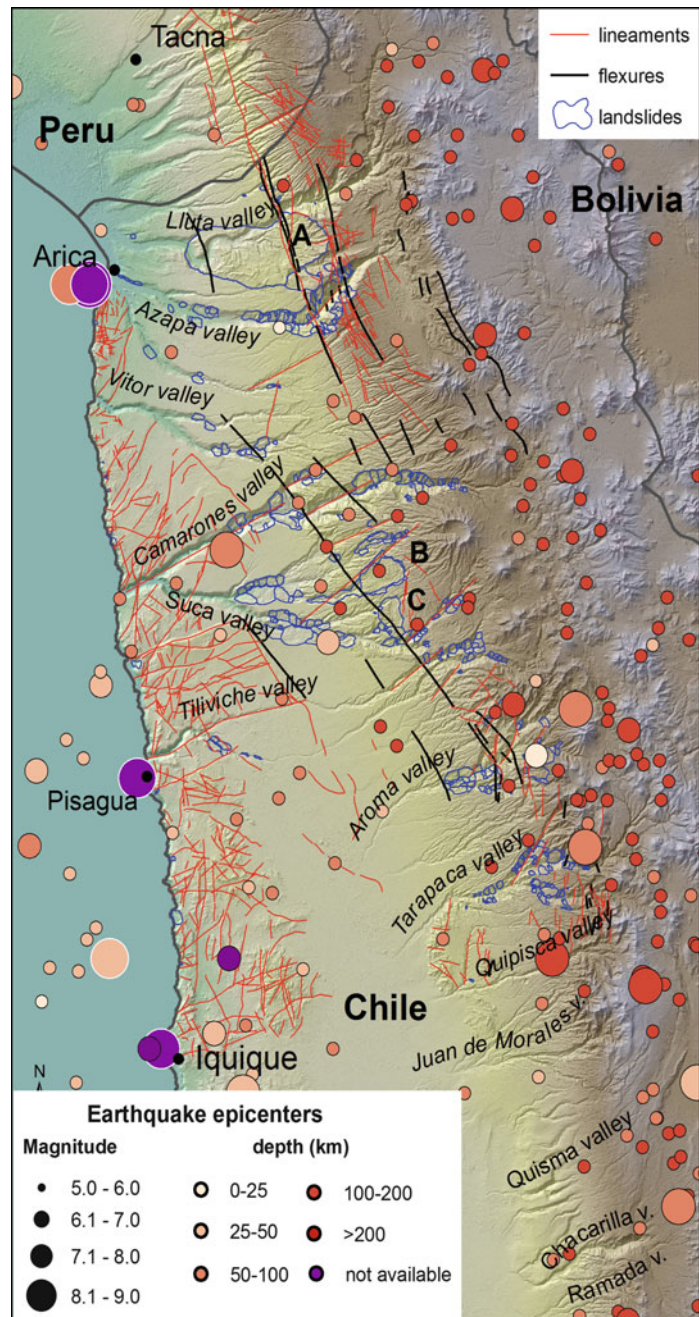 Tacna
lineaments
flexures
landslides
Peru
Bolivia
Lluta valley
A
Arica
Azapa valley
Vitor valley
Camarones valley
B
Suca valley
C
Tiliviche valley
Pisagua
Aroma valley
Tarapaca valley
Quipisca valley
Chile
Juan de Morales v.
Iquique
N
Quisma valley
Chacarilla v.
Ramada v.
Earthquake epicenters
Magnitude depth (km)
5.0 - 6.0 0-25 100-200
6.1 - 7.0 25-50 >200
7.1 - 8.0 50-100 not available
8.1 - 9.0